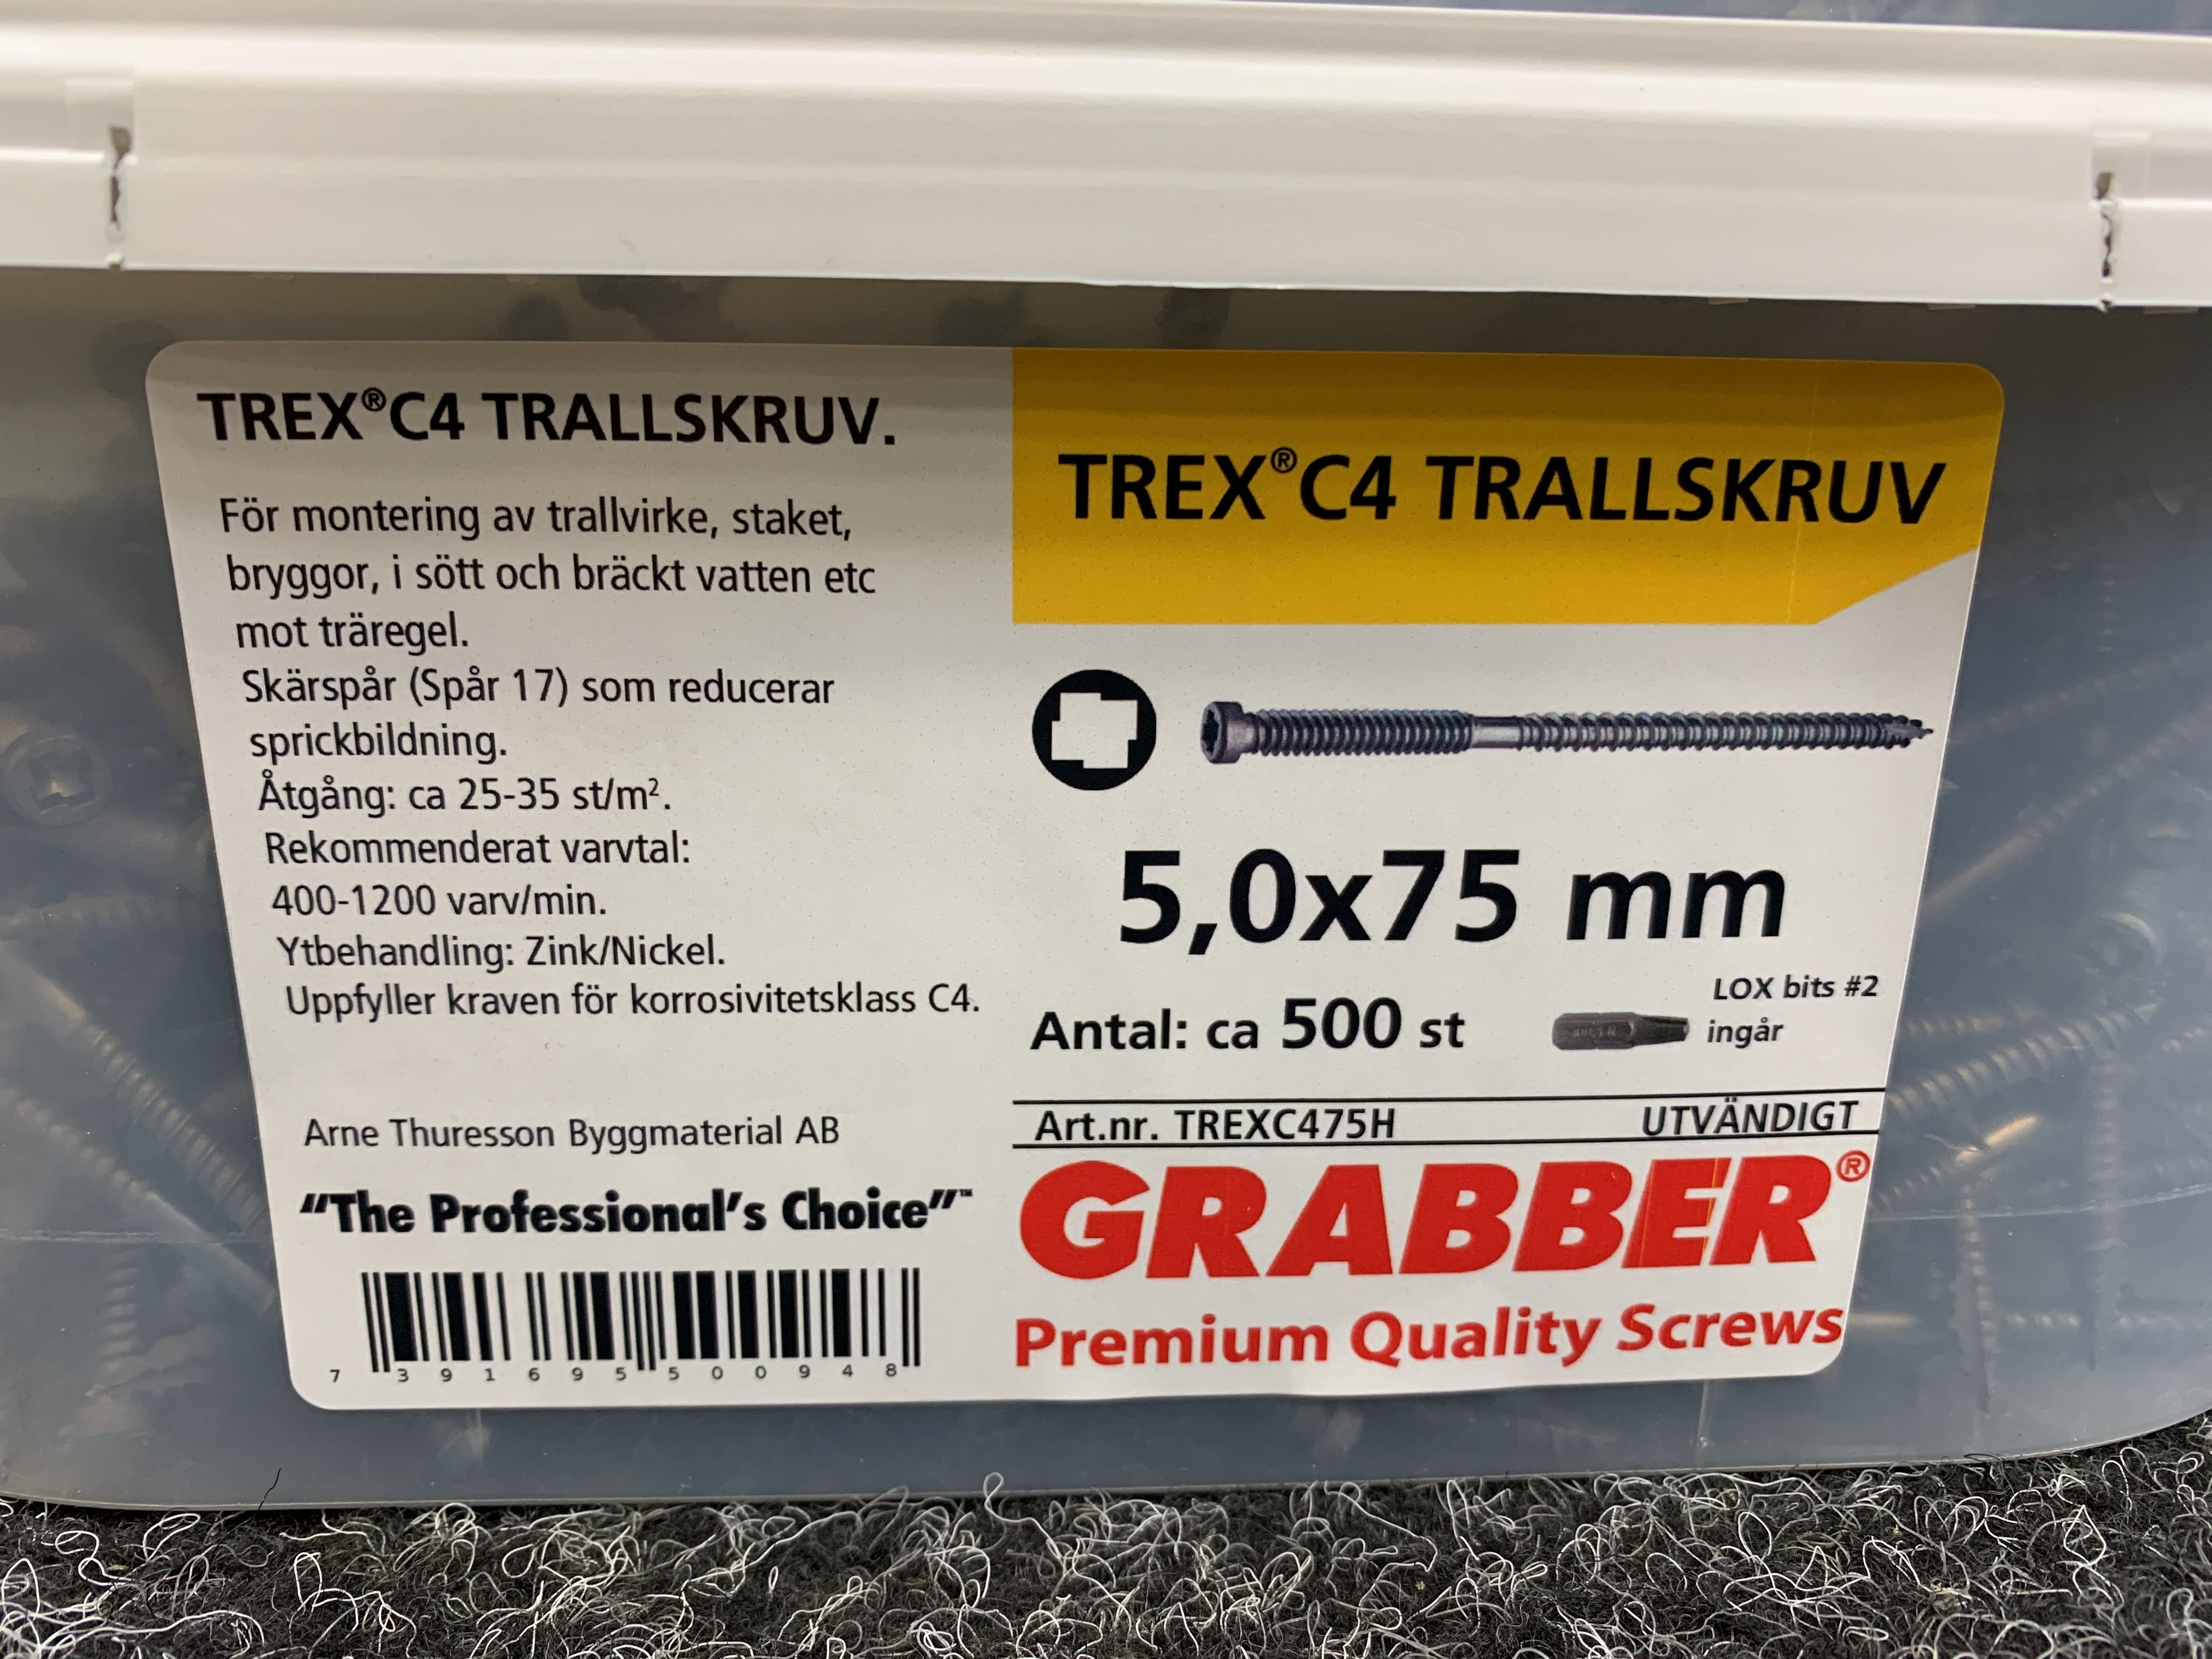 TREX®C4 TRALLSKRUV.
För montering av trallvirke, staket,
bryggor, i sött och bräckt vatten etc
mot träregel.
Skärspår (Spår 17) som reducerar
sprickbildning.
Åtgång: ca 25-35 st/m².
Rekommenderat varvtal:
400-1200 varv/min.
Ytbehandling: Zink/Nickel.
Uppfyller kraven för korrosivitetsklass C4.
Arne Thuresson Byggmaterial AB
"The Professional's Choice"™
7 391695 500948
TREX®C4 TRALLSKRUV
5,0x75 mm
Antal: ca 500 st
LOX bits #2
ingår
Art.nr. TREXC475H UTVÄNDIGT
GRABBER®
Premium Quality Screws